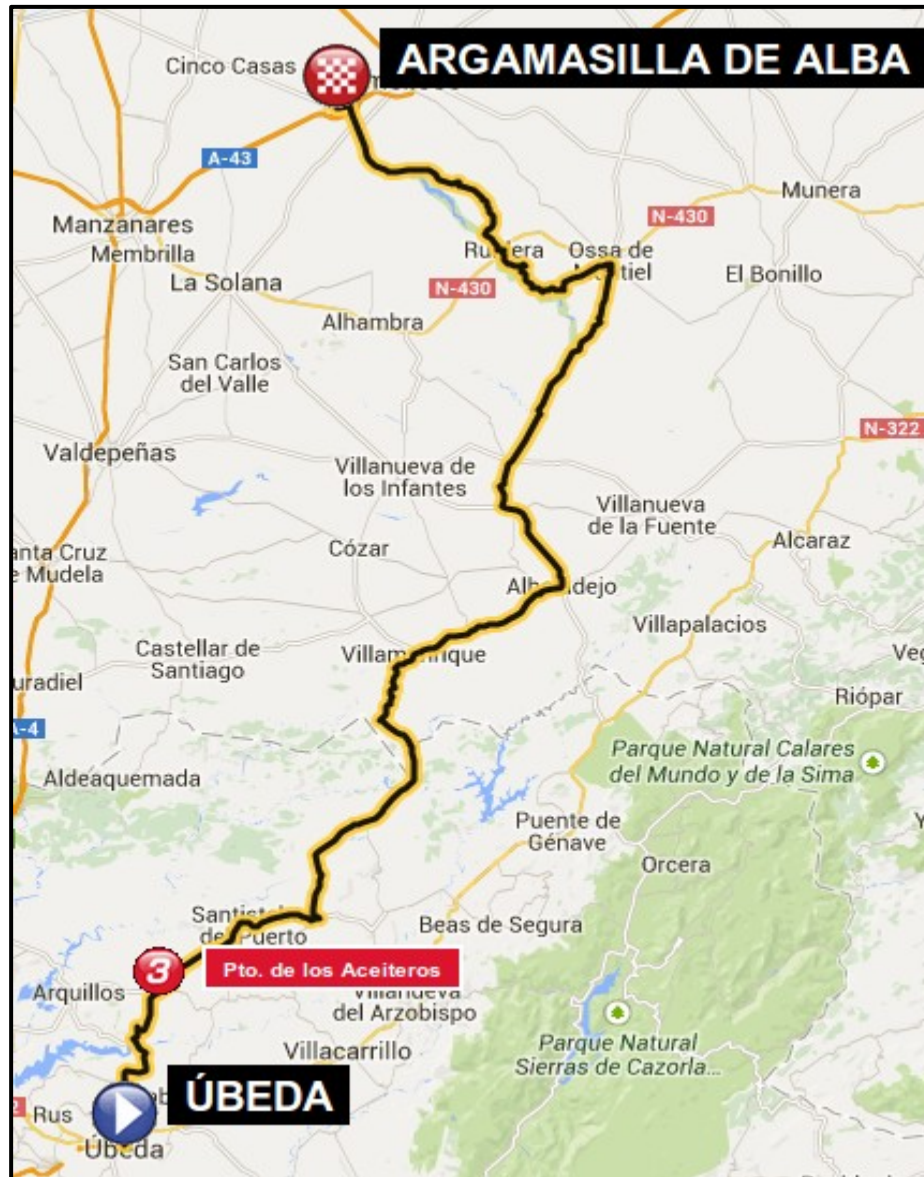 ARGAMASILLA DE ALBA
Cinco Casas
A-43
Munera
Manzanares
N-430
Membrilla
Ossa de
El Bonillo
La Solana
N-430
Alhambra
San Carlos
del Valle
N-322
Valdepeñas
Villanueva de
los Infantes
Villanueva
de la Fuente
Alcaraz
Cózar
Villapalacios
Castellar de
Santiago
Riópar
A-4
Parque Natural Calares
del Mundo y de la Sima
Aldeaquemada
Puente de
Génave
Orcera
Beas de Segura
3
Pto. de los Aceiteros
Arquillos
del Arzobispo
Villacarrillo
Parque Natural
Sierras de Cazorla...
ÚBEDA
Rus
Úbeda